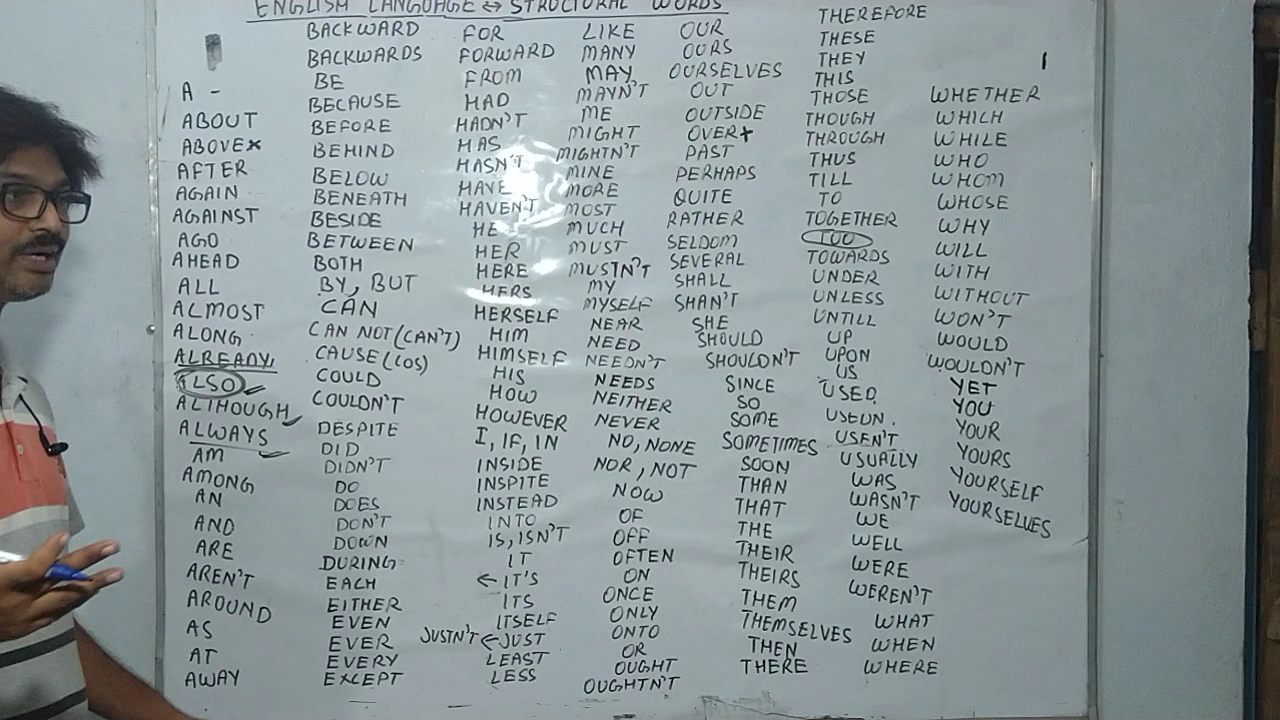 ENGLISH LANGUAGE ↔ STRUCTURAL WORDS
A -
ABOUT
ABOVE×
AFTER
AGAIN
AGAINST
AGO
AHEAD
ALL
ALMOST
ALONG
ALREADY
ALSO
ALTHOUGH
ALWAYS
AM
AMONG
AN
AND
ARE
AREN'T
AROUND
AS
AT
AWAY
BACKWARD
BACKWARDS
BE
BECAUSE
BEFORE
BEHIND
BELOW
BENEATH
BESIDE
BETWEEN
BOTH
BY, BUT
CAN
CAN NOT (CAN'T)
CAUSE (COS)
COULD
COULDN'T
DESPITE
DID
DIDN'T
DO
DOES
DON'T
DOWN
DURING
EACH
EITHER
EVEN
EVER
EVERY
EXCEPT
FOR
FORWARD
FROM
HAD
HADN'T
HAS
HASN'T
HAVE
HAVEN'T
HE
HER
HERE
HERS
HERSELF
HIM
HIMSELF
HIS
HOW
HOWEVER
I, IF, IN
INSIDE
INSPITE
INSTEAD
INTO
IS, ISN'T
IT
← IT'S
ITS
ITSELF
JUSTN'T ← JUST
LEAST
LESS
LIKE
MANY
MAY
MAYN'T
ME
MIGHT
MIGHTN'T
MINE
MORE
MOST
MUCH
MUST
MUSTN'T
MY
MYSELF
NEAR
NEED
NEEDN'T
NEEDS
NEITHER
NEVER
NO, NONE
NOR, NOT
NOW
OF
OFF
OFTEN
ON
ONCE
ONLY
ONTO
OR
OUGHT
OUGHTN'T
OUR
OURS
OURSELVES
OUT
OUTSIDE
OVER×
PAST
PERHAPS
QUITE
RATHER
SELDOM
SEVERAL
SHALL
SHAN'T
SHE
SHOULD
SHOULDN'T
SINCE
SO
SOME
SOMETIMES
SOON
THAN
THAT
THE
THEIR
THEIRS
THEM
THEMSELVES
THEN
THERE
THEREFORE
THESE
THEY
THIS
THOSE
THOUGH
THROUGH
THUS
TILL
TO
TOGETHER
TOO
TOWARDS
UNDER
UNLESS
UNTILL
UP
UPON
US
USED
USEN'T
USUALLY
WAS
WASN'T
WE
WELL
WERE
WEREN'T
WHAT
WHEN
WHERE
WHETHER
WHICH
WHILE
WHO
WHOM
WHOSE
WHY
WILL
WITH
WITHOUT
WON'T
WOULD
WOULDN'T
YET
YOU
YOUR
YOURS
YOURSELF
YOURSELVES